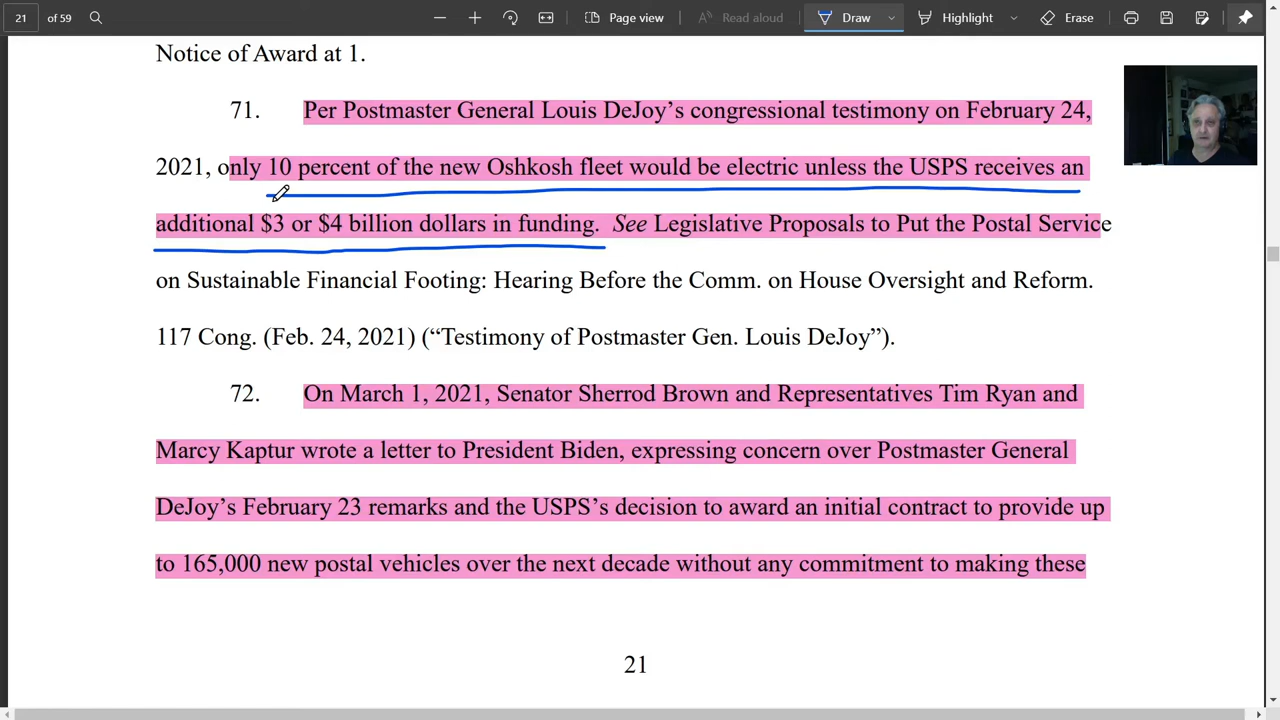 21 of 59 Page view Read aloud Draw Highlight Erase
Notice of Award at 1.
71. Per Postmaster General Louis DeJoy’s congressional testimony on February 24,
2021, only 10 percent of the new Oshkosh fleet would be electric unless the USPS receives an
additional $3 or $4 billion dollars in funding. See Legislative Proposals to Put the Postal Service
on Sustainable Financial Footing: Hearing Before the Comm. on House Oversight and Reform.
117 Cong. (Feb. 24, 2021) (“Testimony of Postmaster Gen. Louis DeJoy”).
72. On March 1, 2021, Senator Sherrod Brown and Representatives Tim Ryan and
Marcy Kaptur wrote a letter to President Biden, expressing concern over Postmaster General
DeJoy’s February 23 remarks and the USPS’s decision to award an initial contract to provide up
to 165,000 new postal vehicles over the next decade without any commitment to making these
21